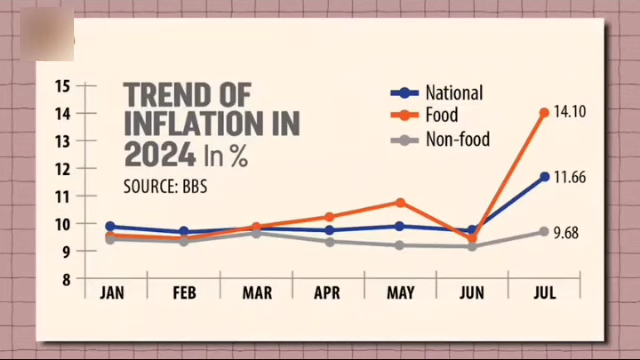 15
14
13
12
11
10
9
8
TREND OF
INFLATION IN
2024 In %
SOURCE: BBS
National
Food
Non-food
14.10
11.66
9.68
JAN FEB MAR APR MAY JUN JUL